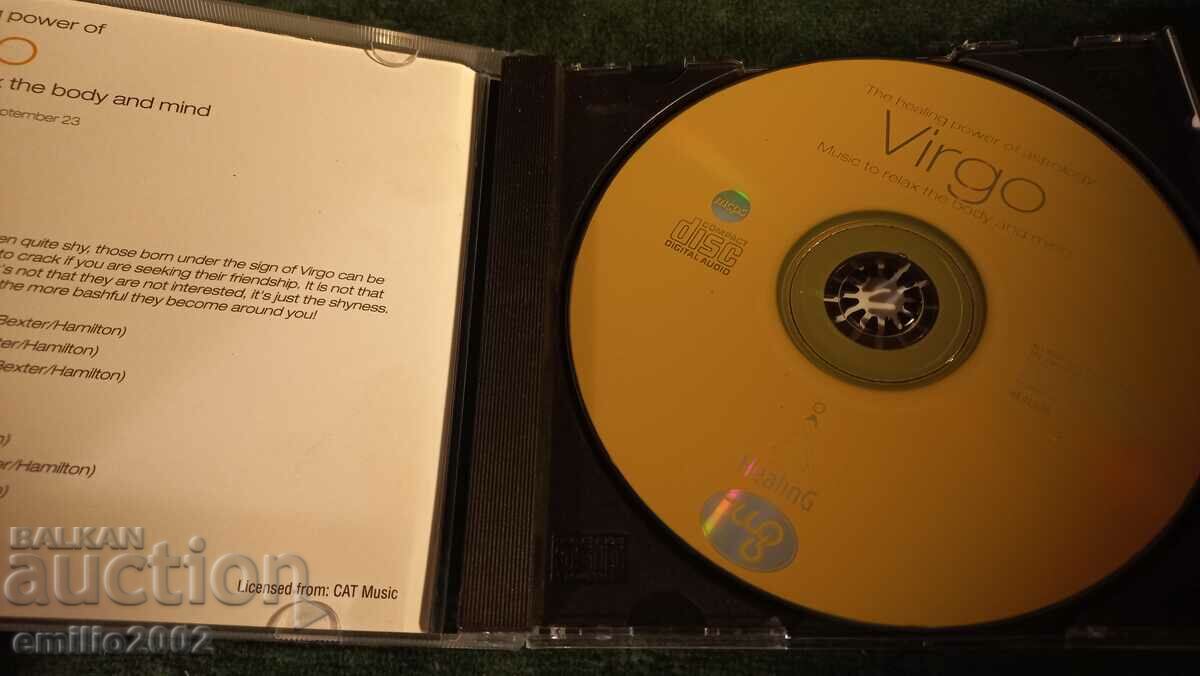 power of
O
the body and mind
September 23
en quite shy, those born under the sign of Virgo can be
to crack if you are seeking their friendship. It is not that
's not that they are not interested, it's just the shyness.
the more bashful they become around you!
Bexter/Hamilton)
ter/Hamilton)
Bexter/Hamilton)
n)
er/Hamilton)
n)
Licensed from: CAT Music
The healing power of astrology
Virgo
Music to relax the body and mind
mcps
COMPACT
disc
DIGITAL AUDIO
HealinG
BALKAN
auction
emilio2002